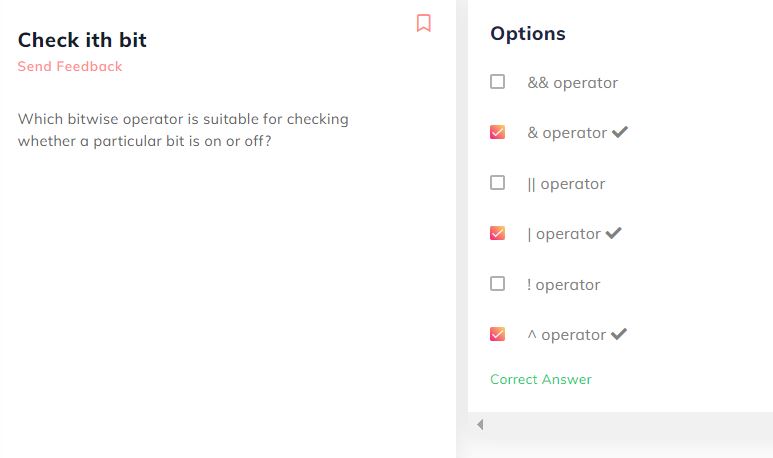 Check ith bit
Send Feedback
Which bitwise operator is suitable for checking
whether a particular bit is on or off?
Options
&& operator
& operator
|| operator
| operator
! operator
^ operator
Correct Answer